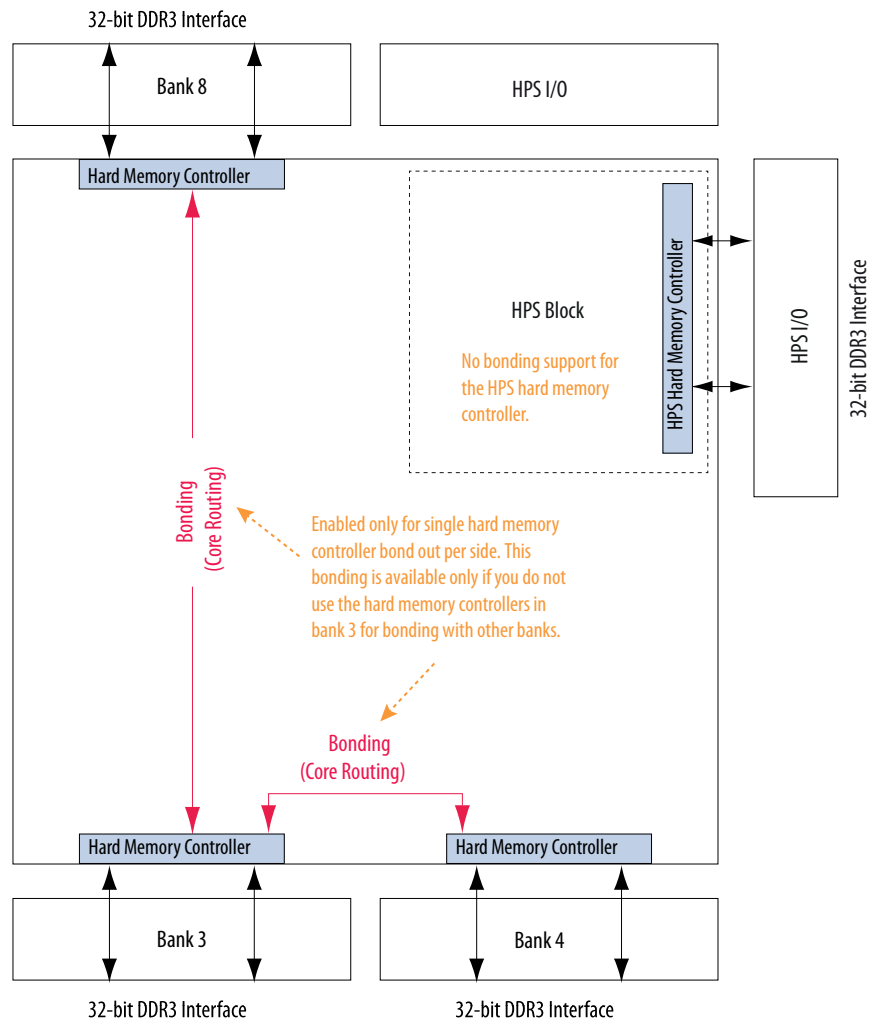 32-bit DDR3 Interface
Bank 8
HPS I/O
Hard Memory Controller
HPS Hard Memory Controller
HPS I/O
32-bit DDR3 Interface
HPS Block
No bonding support for
the HPS hard memory
controller.
Bonding
(Core Routing)
Enabled only for single hard memory
controller bond out per side. This
bonding is available only if you do not
use the hard memory controllers in
bank 3 for bonding with other banks.
Bonding
(Core Routing)
Hard Memory Controller
Hard Memory Controller
Bank 3
Bank 4
32-bit DDR3 Interface
32-bit DDR3 Interface